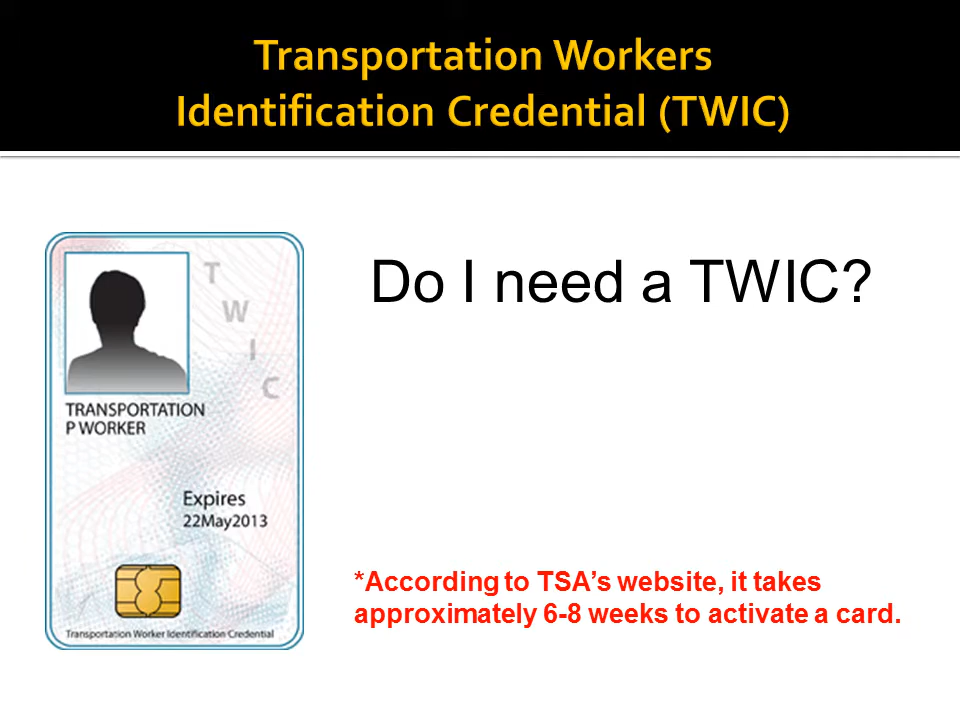 Transportation Workers
Identification Credential (TWIC)
Do I need a TWIC?
T
W
I
C
TRANSPORTATION
P WORKER
Expires
22May2013
Transportation Worker Identification Credential
*According to TSA’s website, it takes
approximately 6-8 weeks to activate a card.